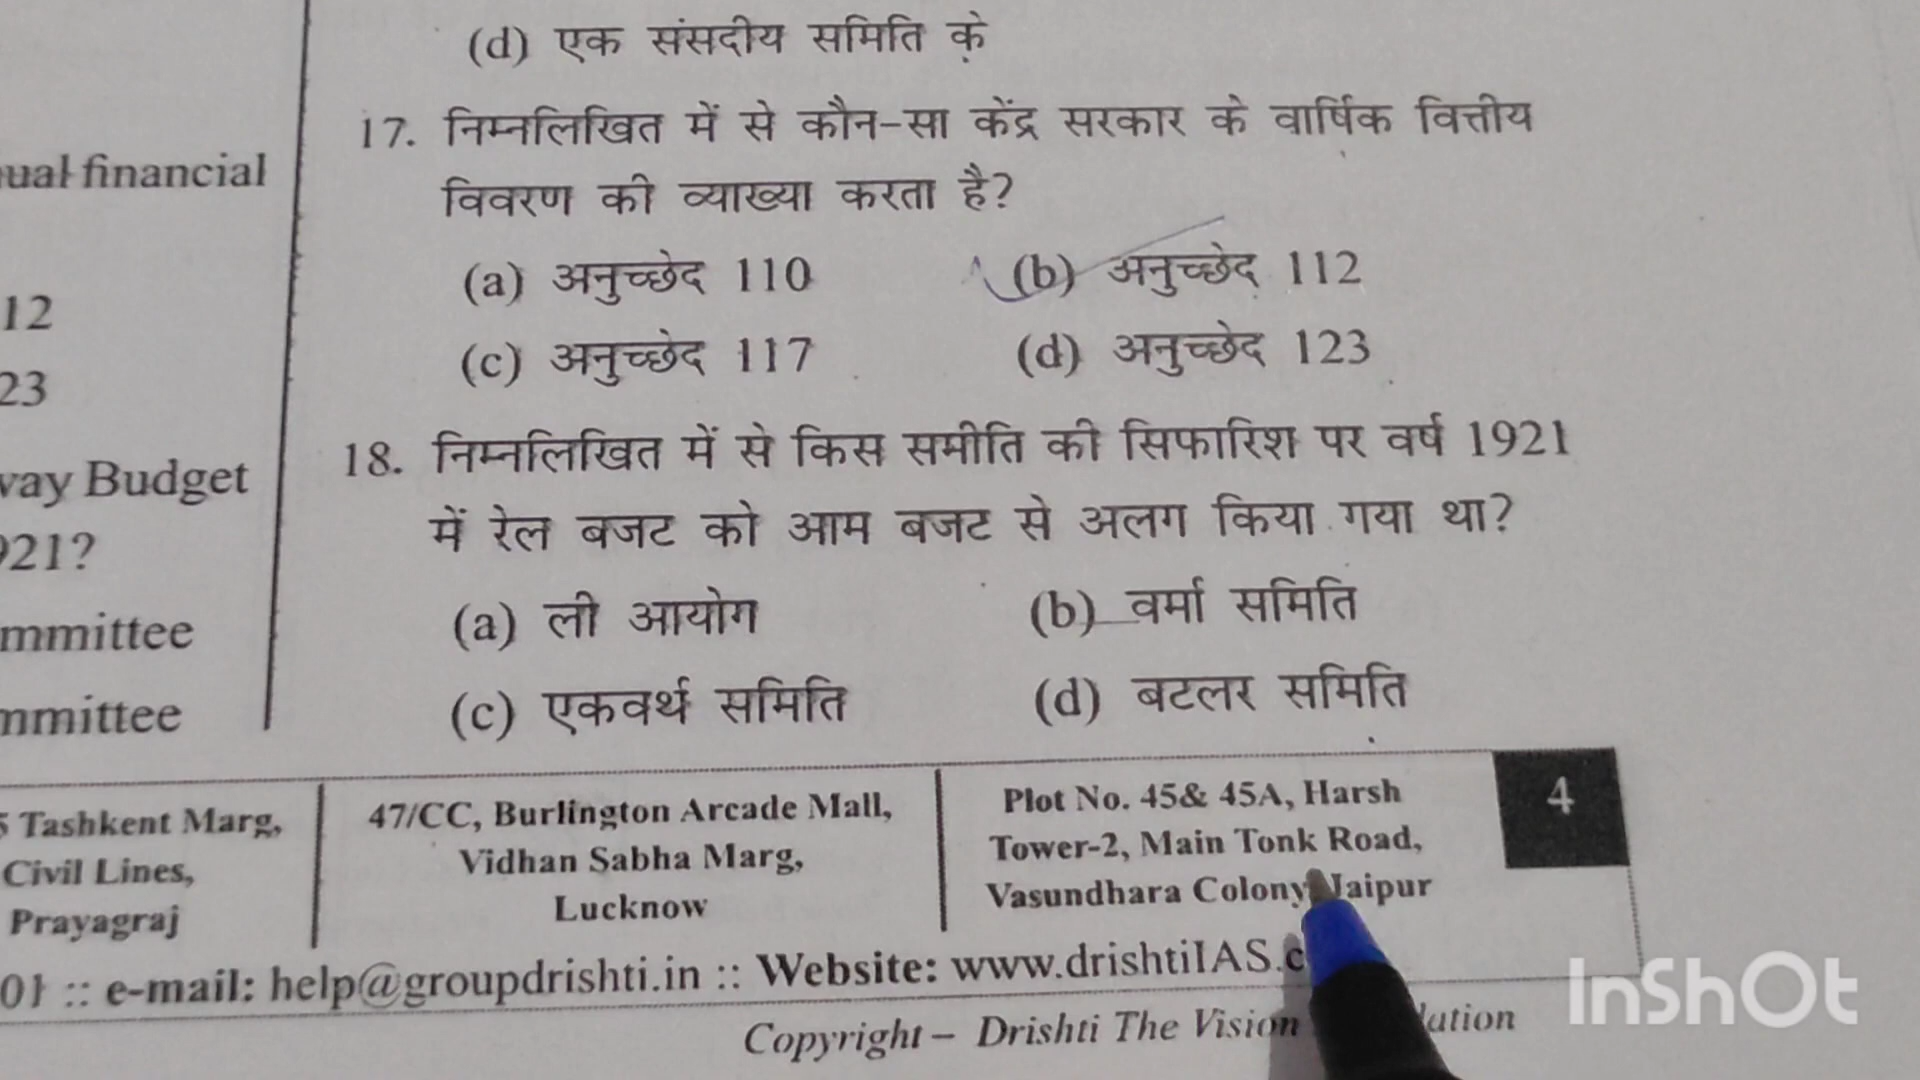 (d) एक संसदीय समिति के
17. निम्नलिखित में से कौन-सा केंद्र सरकार के वार्षिक वित्तीय
विवरण की व्याख्या करता है?
(a) अनुच्छेद 110 (b) अनुच्छेद 112
(c) अनुच्छेद 117 (d) अनुच्छेद 123
18. निम्नलिखित में से किस समीति की सिफारिश पर वर्ष 1921
में रेल बजट को आम बजट से अलग किया गया था?
(a) ली आयोग (b) वर्मा समिति
(c) एकवर्थ समिति (d) बटलर समिति
financial
12
23
Budget
921?
mmittee
mmittee
5 Tashkent Marg,
Civil Lines,
Prayagraj
47/CC, Burlington Arcade Mall,
Vidhan Sabha Marg,
Lucknow
Plot No. 45& 45A, Harsh
Tower-2, Main Tonk Road,
Vasundhara Colony Jaipur
4
01 :: e-mail: help@groupdrishti.in :: Website: www.drishtiIAS.c
Copyright – Drishti The Vision
InShOt